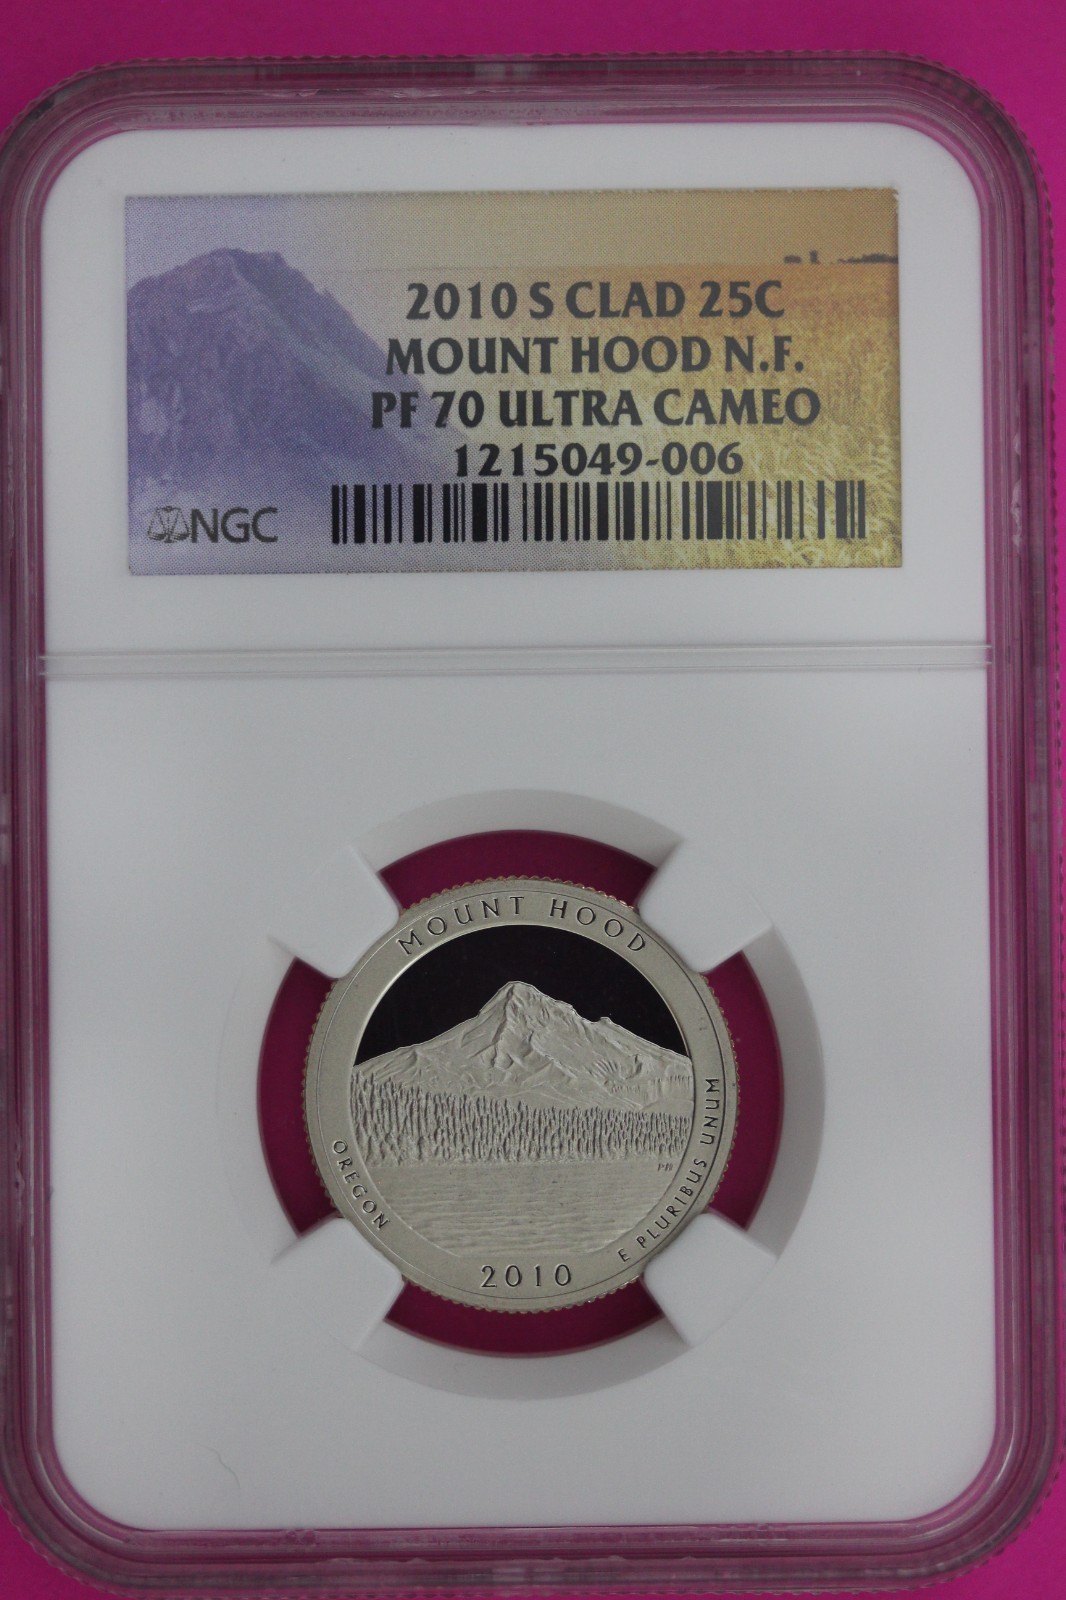 2010 S CLAD 25C
MOUNT HOOD N.F.
PF 70 ULTRA CAMEO
1215049-006
NGC
MOUNT HOOD
OREGON
E PLURIBUS UNUM
2010